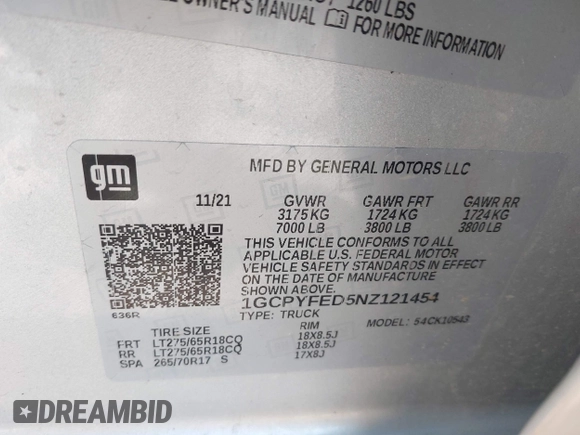 1260 LBS
OWNER'S MANUAL FOR MORE INFORMATION
gm
MFD BY GENERAL MOTORS LLC
11/21 GVWR GAWR FRT GAWR RR
3175 KG 1724 KG 1724 KG
7000 LB 3800 LB 3800 LB
THIS VEHICLE CONFORMS TO ALL
APPLICABLE U.S. FEDERAL MOTOR
VEHICLE SAFETY STANDARDS IN EFFECT
ON THE DATE OF MANUFACTURE
SHOWN ABOVE.
636R
1GCPYFED5NZ121454
TYPE: TRUCK MODEL: 54CK10543
TIRE SIZE RIM
FRT LT275/65R18CQ 18X8.5J
RR LT275/65R18CQ 18X8.5J
SPA 265/70R17 S 17X8J
DREAMBID